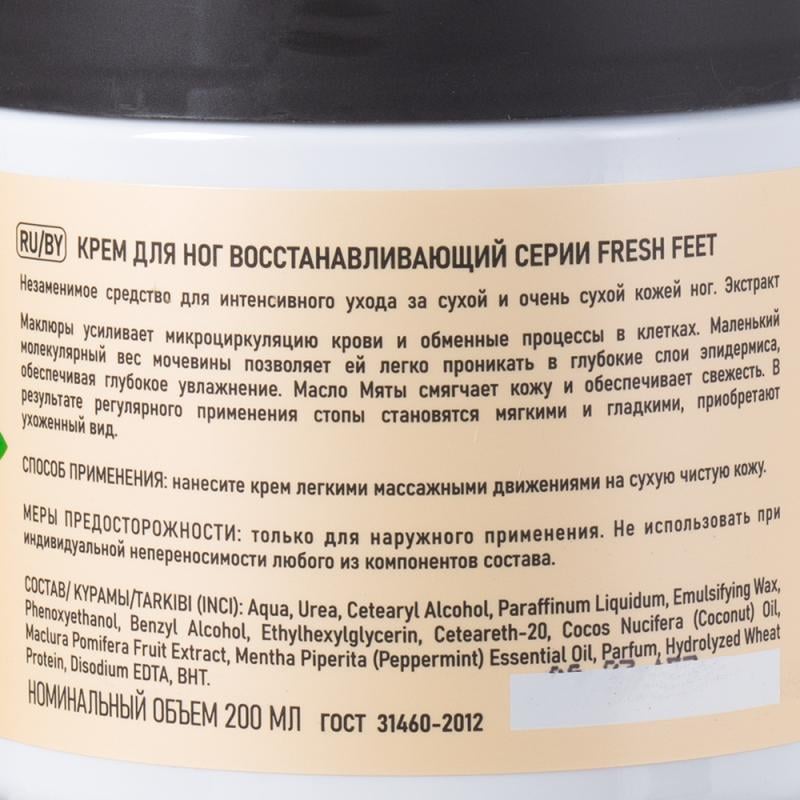 RU/BY КРЕМ ДЛЯ НОГ ВОССТАНАВЛИВАЮЩИЙ СЕРИИ FRESH FEET
Незаменимое средство для интенсивного ухода за сухой и очень сухой кожей ног. Экстракт
Маклюры усиливает микроциркуляцию крови и обменные процессы в клетках. Маленький
молекулярный вес мочевины позволяет ей легко проникать в глубокие слои эпидермиса,
обеспечивая глубокое увлажнение. Масло Мяты смягчает кожу и обеспечивает свежесть. В
результате регулярного применения стопы становятся мягкими и гладкими, приобретают
ухоженный вид.
СПОСОБ ПРИМЕНЕНИЯ: нанесите крем легкими массажными движениями на сухую чистую кожу.
МЕРЫ ПРЕДОСТОРОЖНОСТИ: только для наружного применения. Не использовать при
индивидуальной непереносимости любого из компонентов состава.
СОСТАВ/ КУРАМЫ/TARKIBI (INCI): Aqua, Urea, Cetearyl Alcohol, Paraffinum Liquidum, Emulsifying Wax,
Phenoxyethanol, Benzyl Alcohol, Ethylhexylglycerin, Ceteareth-20, Cocos Nucifera (Coconut) Oil,
Maclura Pomifera Fruit Extract, Mentha Piperita (Peppermint) Essential Oil, Parfum, Hydrolyzed Wheat
Protein, Disodium EDTA, BHT.
НОМИНАЛЬНЫЙ ОБЪЕМ 200 МЛ ГОСТ 31460-2012